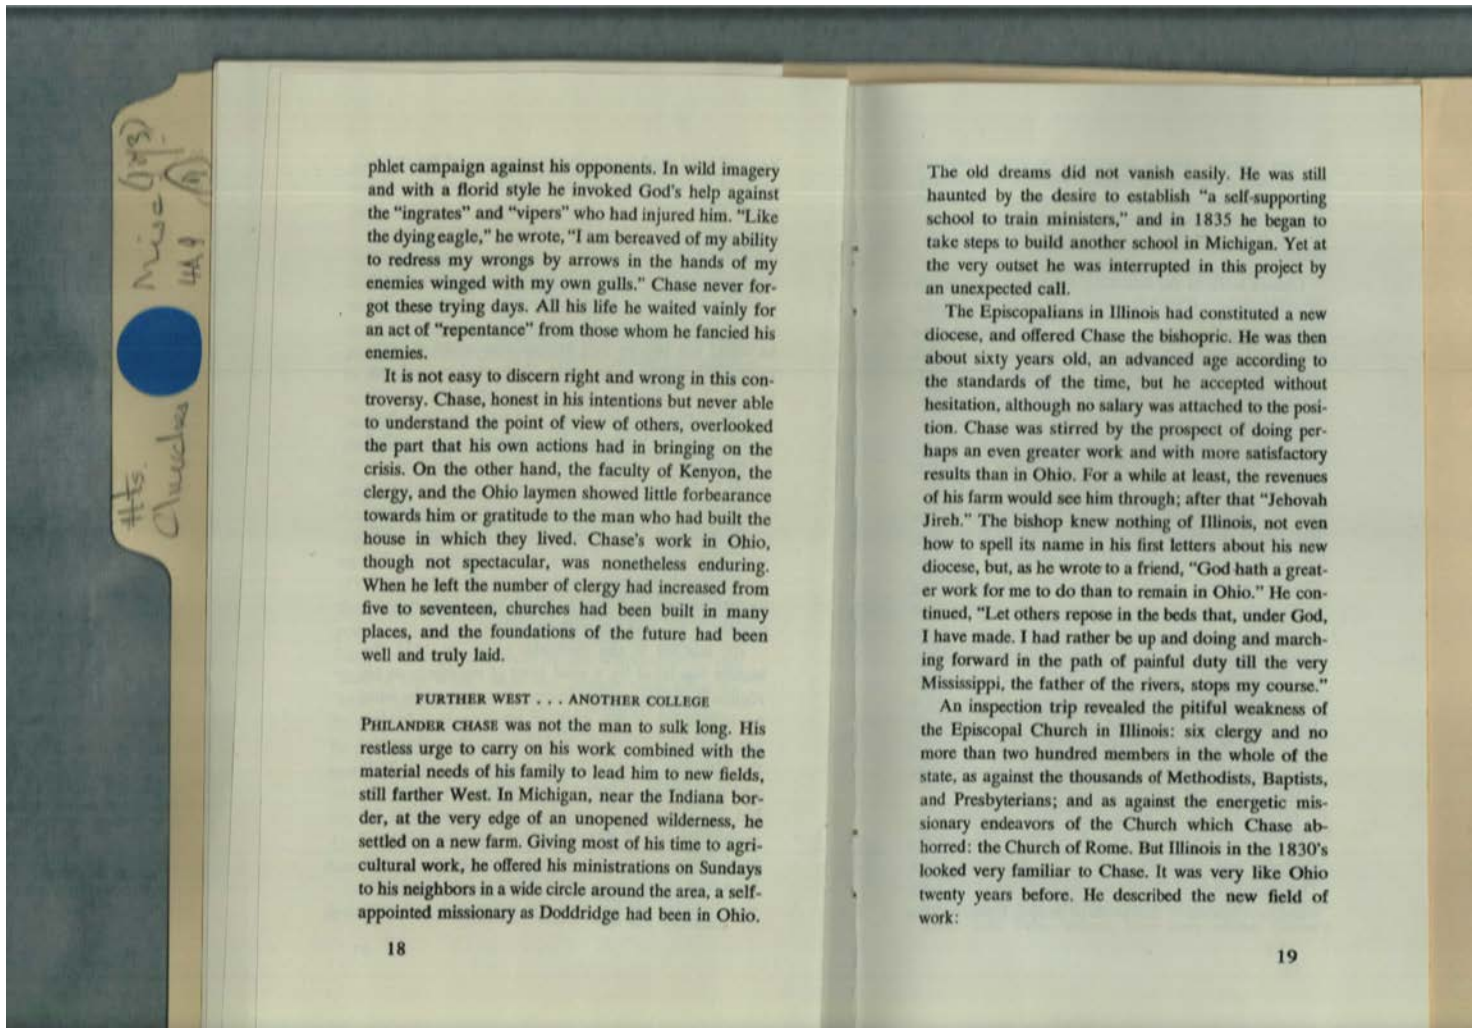 Misc (173)
4A9
Hts.
Churches
phlet campaign against his opponents. In wild imagery
and with a florid style he invoked God's help against
the "ingrates" and "vipers" who had injured him. "Like
the dying eagle," he wrote, "I am bereaved of my ability
to redress my wrongs by arrows in the hands of my
enemies winged with my own gulls." Chase never for-
got these trying days. All his life he waited vainly for
an act of "repentance" from those whom he fancied his
enemies.
It is not easy to discern right and wrong in this con-
troversy. Chase, honest in his intentions but never able
to understand the point of view of others, overlooked
the part that his own actions had in bringing on the
crisis. On the other hand, the faculty of Kenyon, the
clergy, and the Ohio laymen showed little forbearance
towards him or gratitude to the man who had built the
house in which they lived. Chase's work in Ohio,
though not spectacular, was nonetheless enduring.
When he left the number of clergy had increased from
five to seventeen, churches had been built in many
places, and the foundations of the future had been
well and truly laid.
FURTHER WEST . . . ANOTHER COLLEGE
PHILANDER CHASE was not the man to sulk long. His
restless urge to carry on his work combined with the
material needs of his family to lead him to new fields,
still farther West. In Michigan, near the Indiana bor-
der, at the very edge of an unopened wilderness, he
settled on a new farm. Giving most of his time to agri-
cultural work, he offered his ministrations on Sundays
to his neighbors in a wide circle around the area, a self-
appointed missionary as Doddridge had been in Ohio.
18
The old dreams did not vanish easily. He was still
haunted by the desire to establish "a self-supporting
school to train ministers," and in 1835 he began to
take steps to build another school in Michigan. Yet at
the very outset he was interrupted in this project by
an unexpected call.
The Episcopalians in Illinois had constituted a new
diocese, and offered Chase the bishopric. He was then
about sixty years old, an advanced age according to
the standards of the time, but he accepted without
hesitation, although no salary was attached to the posi-
tion. Chase was stirred by the prospect of doing per-
haps an even greater work and with more satisfactory
results than in Ohio. For a while at least, the revenues
of his farm would see him through; after that "Jehovah
Jireh." The bishop knew nothing of Illinois, not even
how to spell its name in his first letters about his new
diocese, but, as he wrote to a friend, "God hath a great-
er work for me to do than to remain in Ohio." He con-
tinued, "Let others repose in the beds that, under God,
I have made. I had rather be up and doing and march-
ing forward in the path of painful duty till the very
Mississippi, the father of the rivers, stops my course."
An inspection trip revealed the pitiful weakness of
the Episcopal Church in Illinois: six clergy and no
more than two hundred members in the whole of the
state, as against the thousands of Methodists, Baptists,
and Presbyterians; and as against the energetic mis-
sionary endeavors of the Church which Chase ab-
horred: the Church of Rome. But Illinois in the 1830's
looked very familiar to Chase. It was very like Ohio
twenty years before. He described the new field of
work:
19